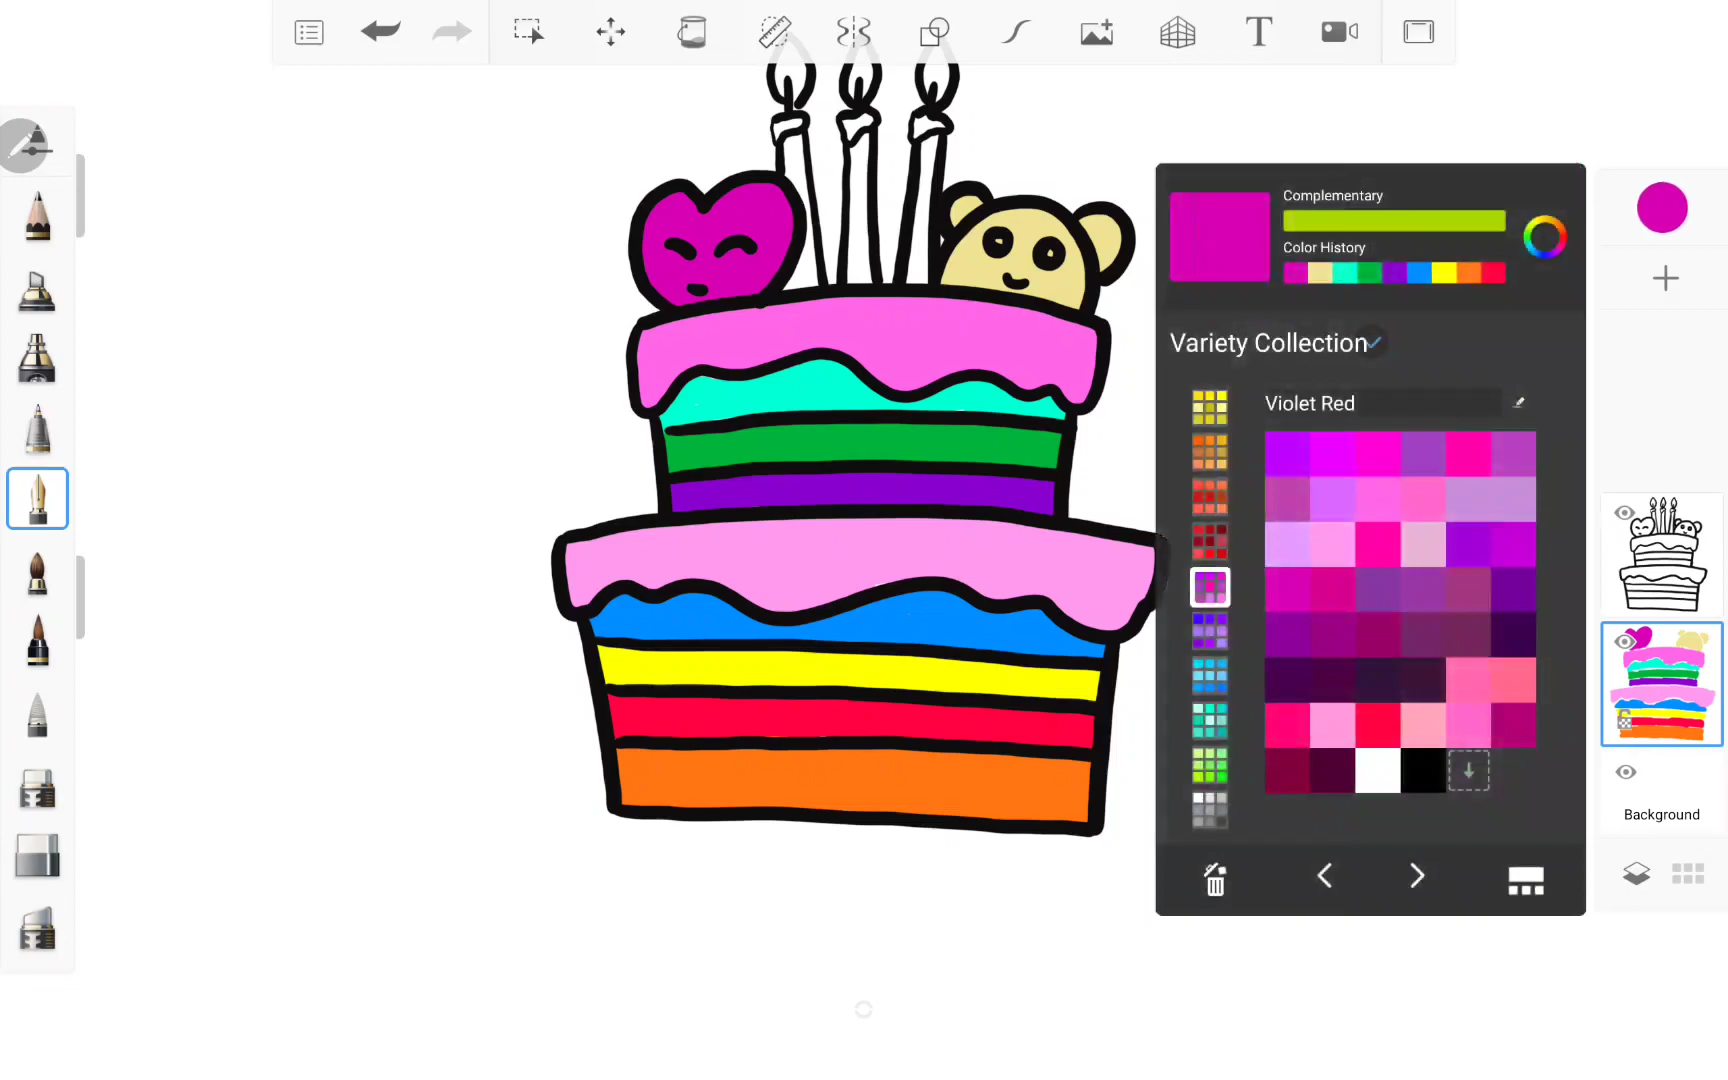 T
Complementary
Color History
Variety Collection
Violet Red
Background